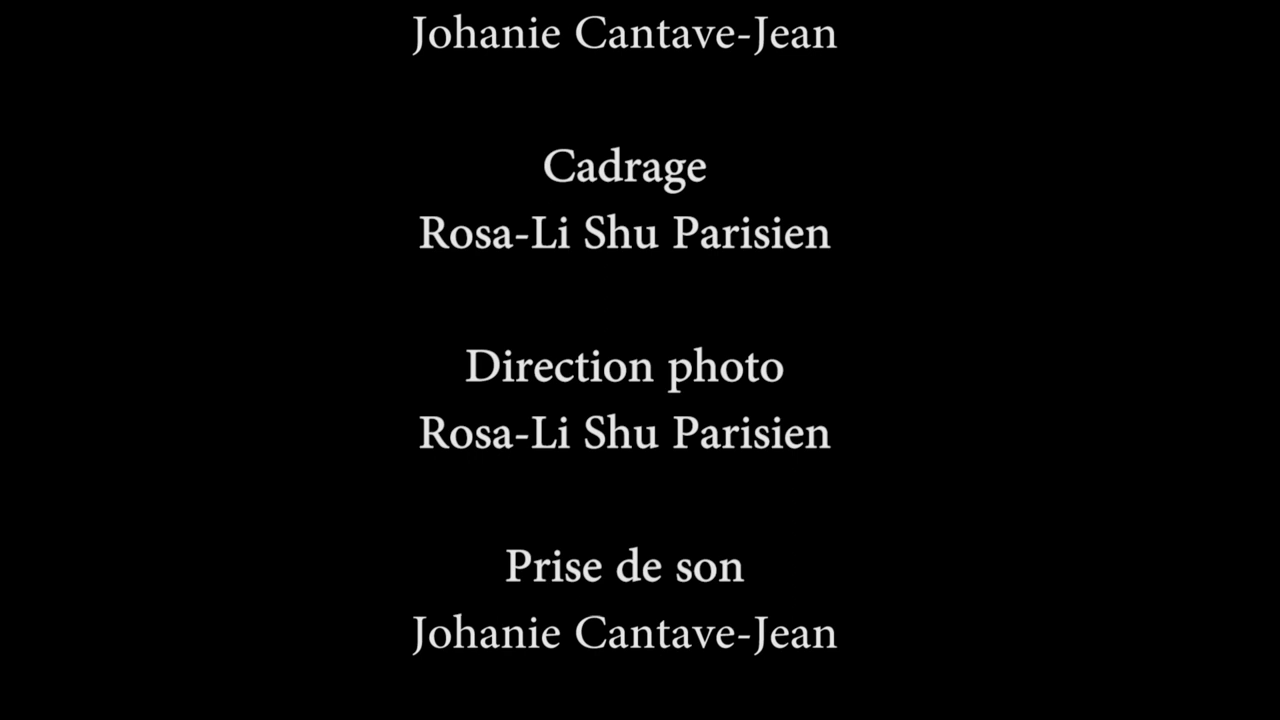 Johanie Cantave-Jean
Cadrage
Rosa-Li Shu Parisien
Direction photo
Rosa-Li Shu Parisien
Prise de son
Johanie Cantave-Jean